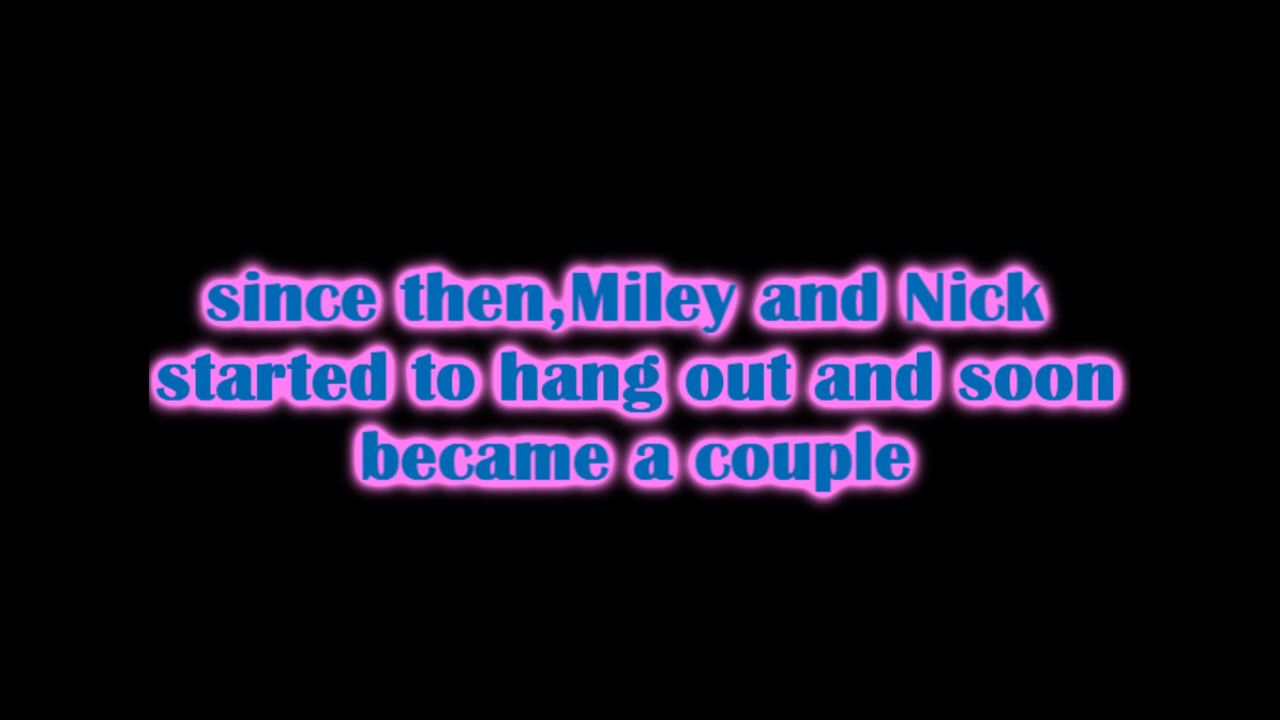 since then,Miley and Nick
started to hang out and soon
became a couple